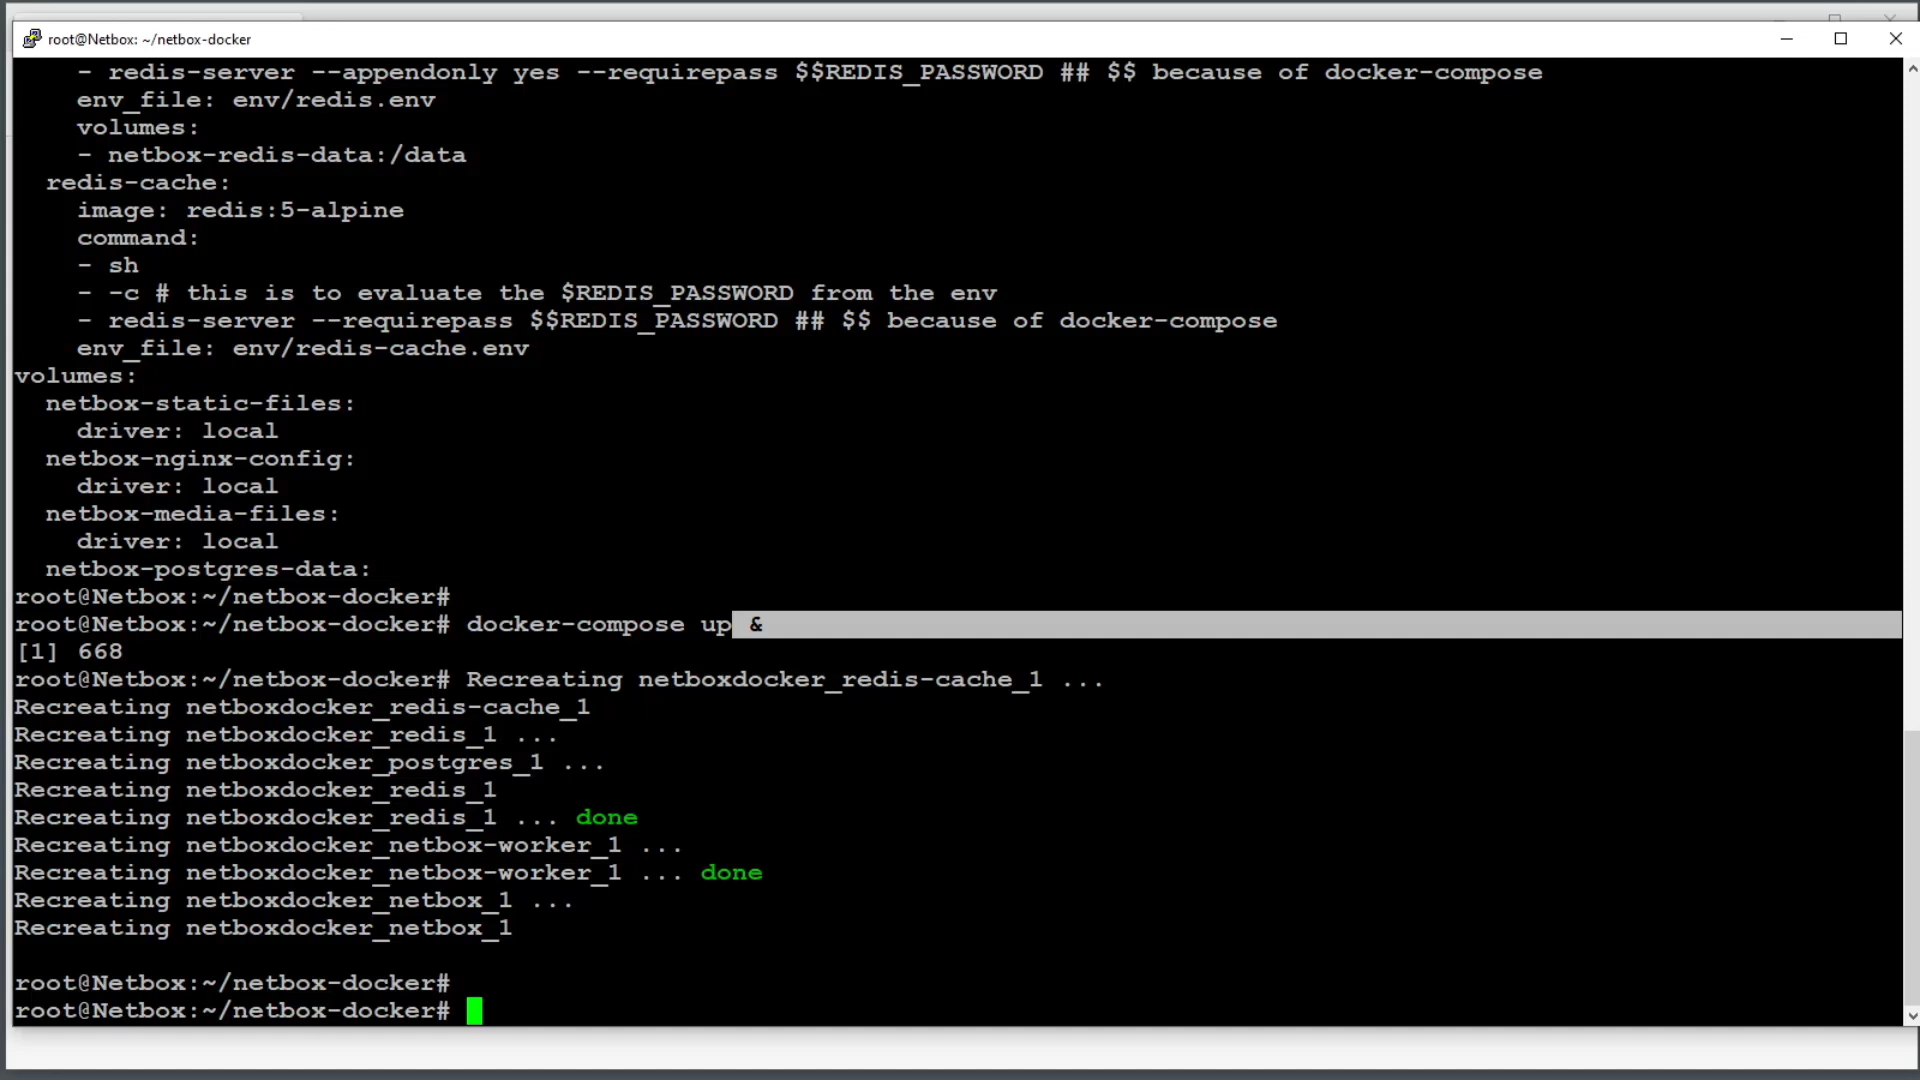 root@Netbox: ~/netbox-docker
- redis-server --appendonly yes --requirepass $$REDIS_PASSWORD ## $$ because of docker-compose
env_file: env/redis.env
volumes:
- netbox-redis-data:/data
redis-cache:
image: redis:5-alpine
command:
- sh
- -c # this is to evaluate the $REDIS_PASSWORD from the env
- redis-server --requirepass $$REDIS_PASSWORD ## $$ because of docker-compose
env_file: env/redis-cache.env
volumes:
netbox-static-files:
driver: local
netbox-nginx-config:
driver: local
netbox-media-files:
driver: local
netbox-postgres-data:
root@Netbox:~/netbox-docker#
root@Netbox:~/netbox-docker# docker-compose up &
[1] 668
root@Netbox:~/netbox-docker# Recreating netboxdocker_redis-cache_1 ...
Recreating netboxdocker_redis-cache_1
Recreating netboxdocker_redis_1 ...
Recreating netboxdocker_postgres_1 ...
Recreating netboxdocker_redis_1
Recreating netboxdocker_redis_1 ... done
Recreating netboxdocker_netbox-worker_1 ...
Recreating netboxdocker_netbox-worker_1 ... done
Recreating netboxdocker_netbox_1 ...
Recreating netboxdocker_netbox_1
root@Netbox:~/netbox-docker#
root@Netbox:~/netbox-docker#